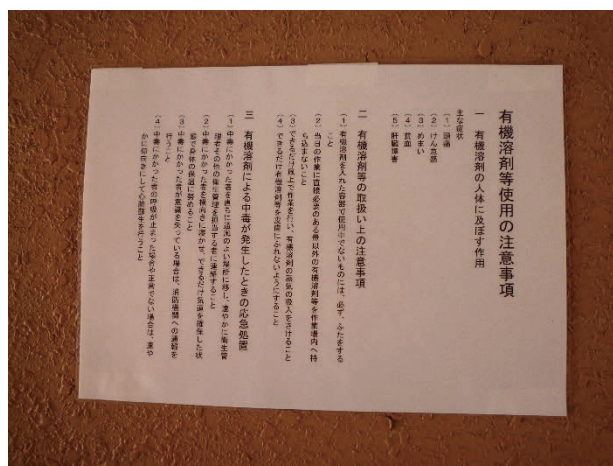 有機溶剤等使用の注意事項
一　有機溶剤の人体に及ぼす作用
主な症状
（１）頭痛
（２）けん怠感
（３）めまい
（４）貧血
（５）肝臓障害
二　有機溶剤等の取扱い上の注意事項
（１）有機溶剤を入れた容器で使用中でないものには、必ず、ふたをする
こと
（２）当日の作業に直接必要のある量以外の有機溶剤等を作業場内へ持
ち込まないこと
（３）できるだけ風上で作業を行い、有機溶剤の蒸気の吸入をさけること
（４）できるだけ有機溶剤等を皮膚にふれないようにすること
三　有機溶剤による中毒が発生したときの応急処置
（１）中毒にかかった者を直ちに通風のよい場所に移し、速やかに衛生管
理者その他の衛生管理を担当する者に連絡すること
（２）中毒にかかった者を横向きに寝かせ、できるだけ気道を確保した状
態で身体の保温に努めること
（３）中毒にかかった者が意識を失っている場合は、消防機関への通報を
行うこと
（４）中毒にかかった者の呼吸が止まった場合や正常でない場合は、速や
かに仰向きにして心肺蘇生を行うこと